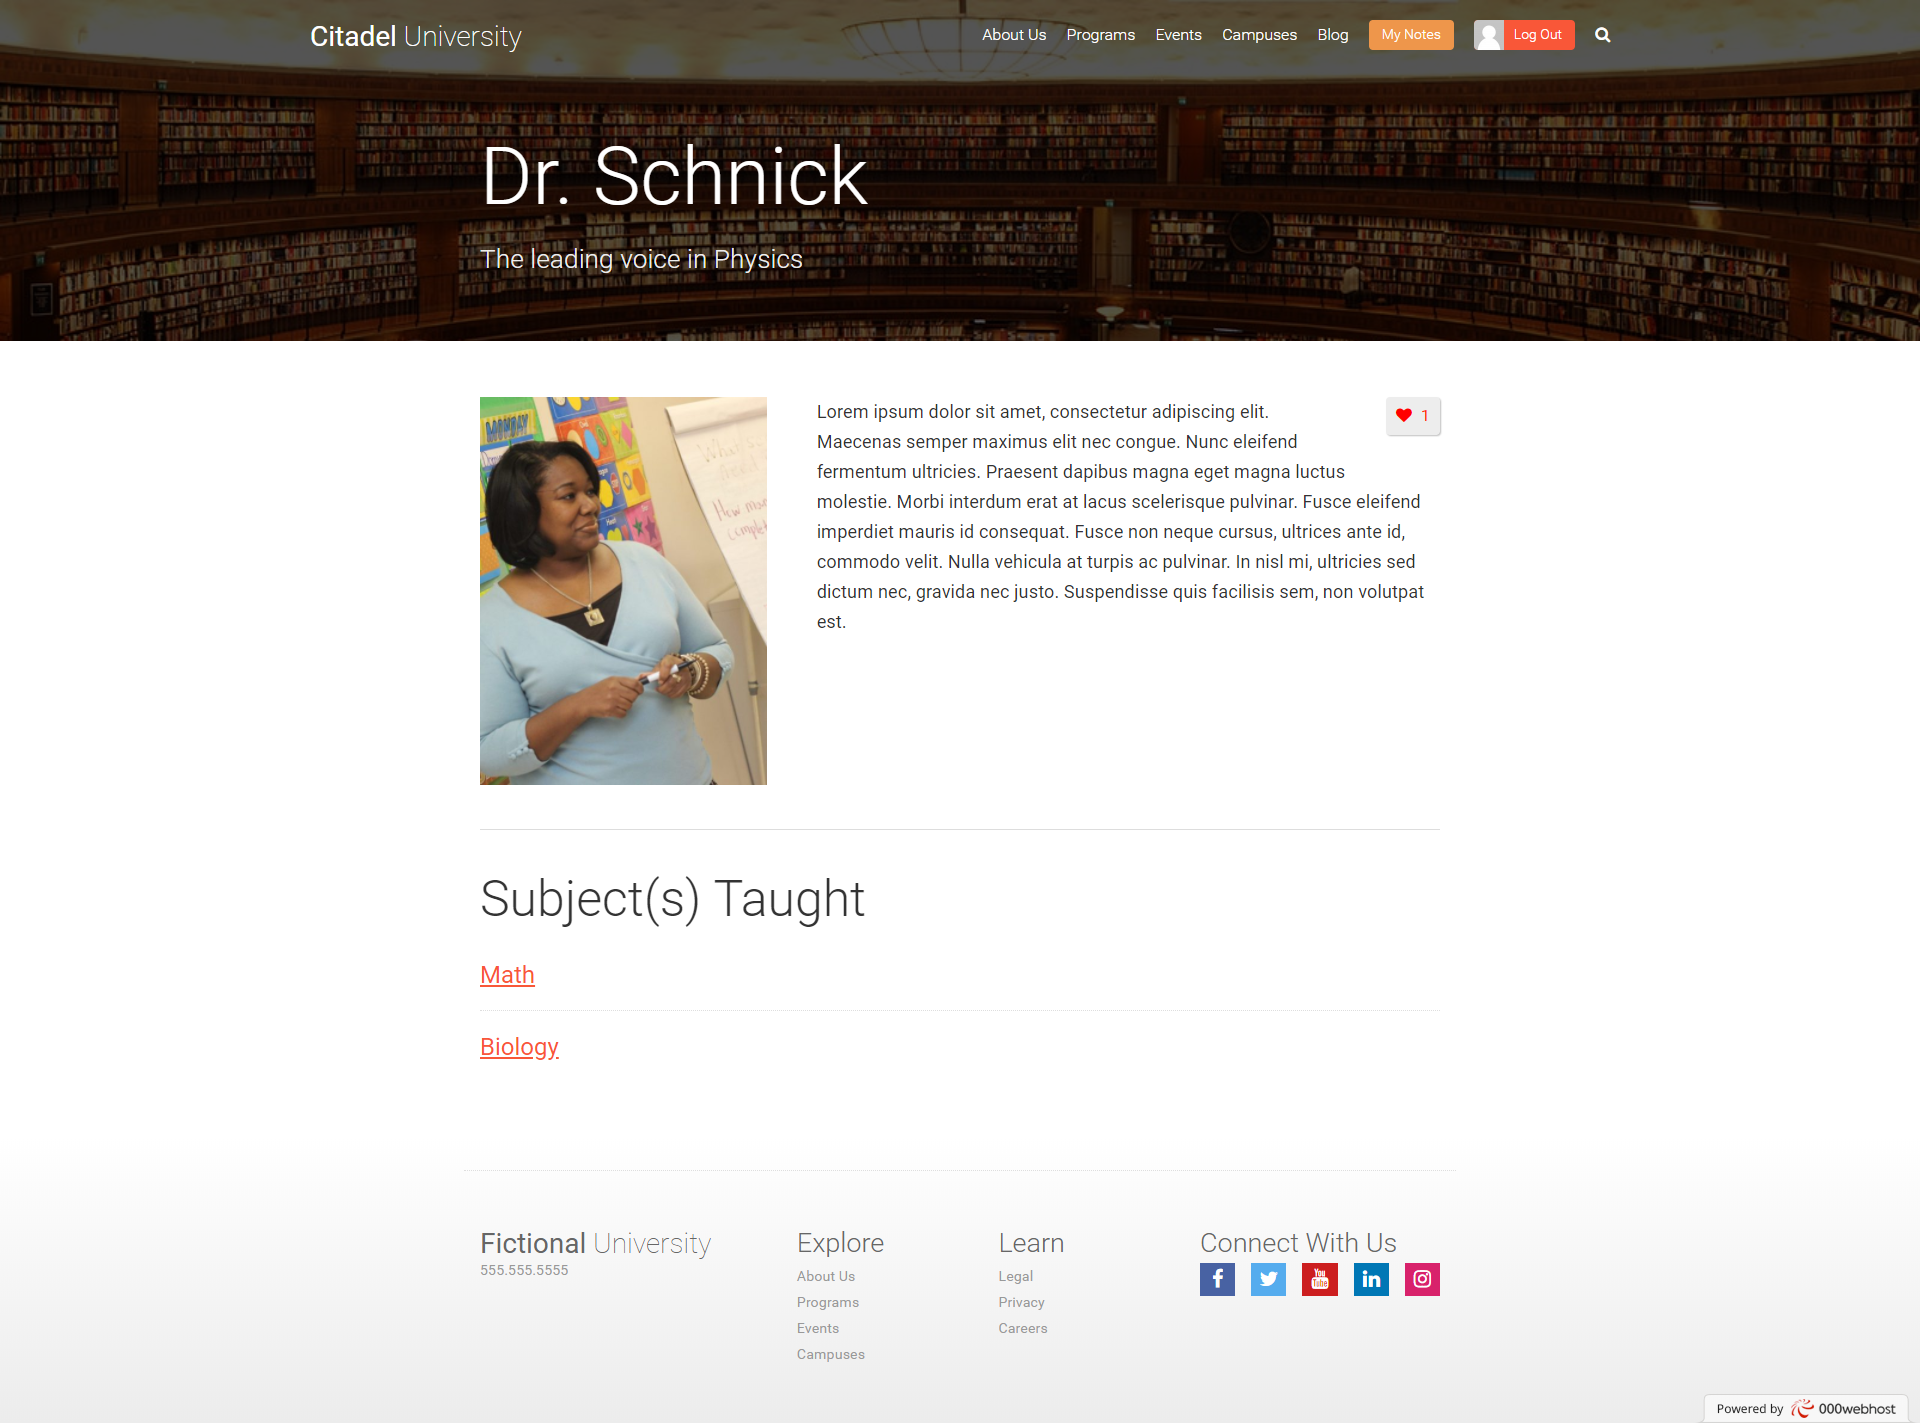 Citadel University
About Us
Programs
Events
Campuses
Blog
My Notes
Log Out
Dr. Schnick
The leading voice in Physics
MONDAY
Lorem ipsum dolor sit amet, consectetur adipiscing elit.
Maecenas semper maximus elit nec congue. Nunc eleifend
fermentum ultricies. Praesent dapibus magna eget magna luctus
molestie. Morbi interdum erat at lacus scelerisque pulvinar. Fusce eleifend
imperdiet mauris id consequat. Fusce non neque cursus, ultrices ante id,
commodo velit. Nulla vehicula at turpis ac pulvinar. In nisl mi, ultricies sed
dictum nec, gravida nec justo. Suspendisse quis facilisis sem, non volutpat
est.
1
Subject(s) Taught
Math
Biology
Fictional University
555.555.5555
Explore
About Us
Programs
Events
Campuses
Learn
Legal
Privacy
Careers
Connect With Us
You Tube
in
Powered by 000webhost